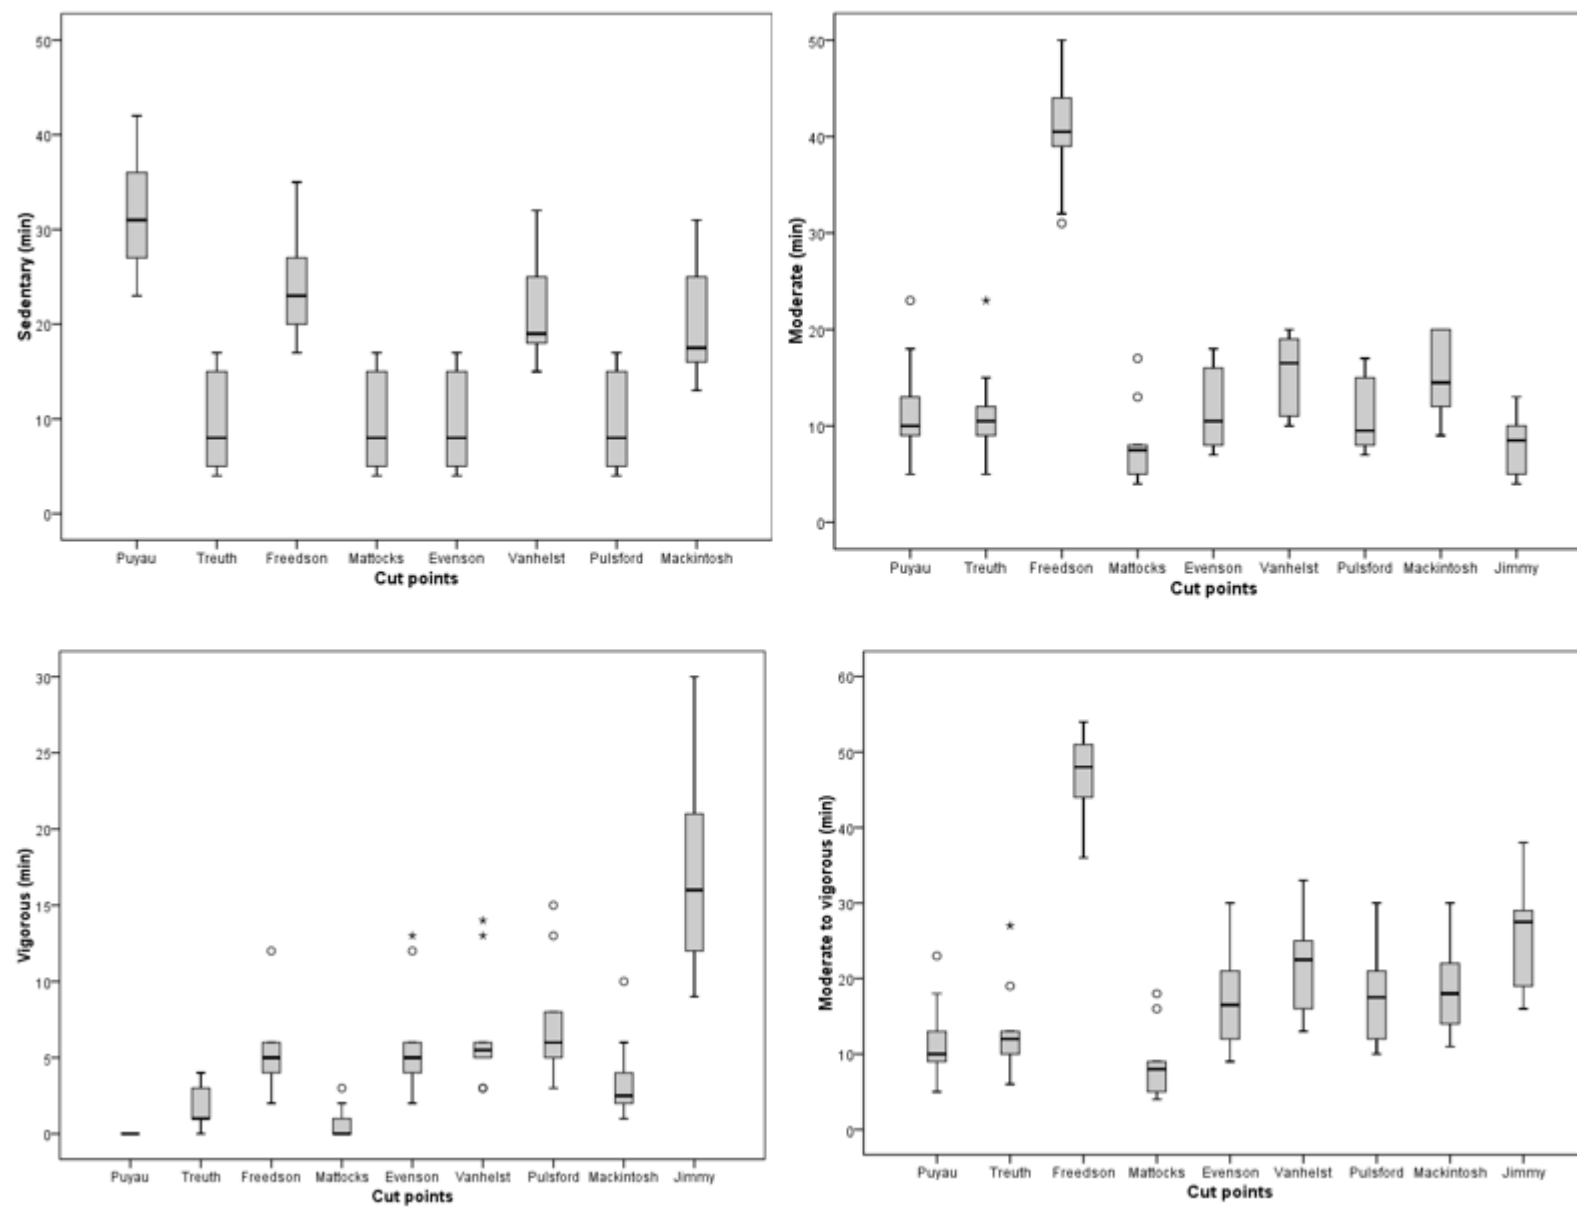 Sedentary (min)
50
40
30
20
10
0
Puyau Treuth Freedson Mattocks Evenson Vanhelst Pulsford Mackintosh
Cut points
Moderate (min)
50
40
30
20
10
0
Puyau Treuth Freedson Mattocks Evenson Vanhelst Pulsford Mackintosh Jimmy
Cut points
Vigorous (min)
30
25
20
15
10
5
0
Puyau Treuth Freedson Mattocks Evenson Vanhelst Pulsford Mackintosh Jimmy
Cut points
Moderate to vigorous (min)
60
50
40
30
20
10
0
Puyau Treuth Freedson Mattocks Evenson Vanhelst Pulsford Mackintosh Jimmy
Cut points